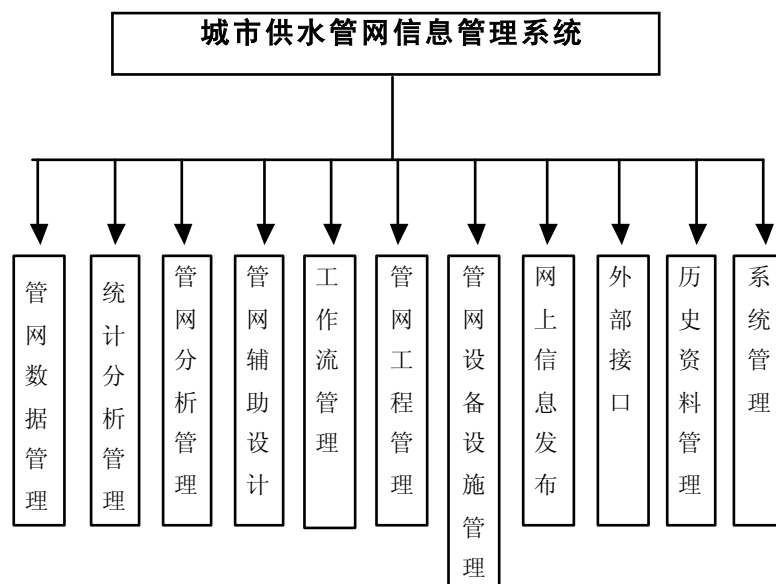 城市供水管网信息管理系统
管网数据管理
统计分析管理
管网分析管理
管网辅助设计
工作流管理
管网工程管理
管网设备设施管理
网上信息发布
外部接口
历史资料管理
系统管理